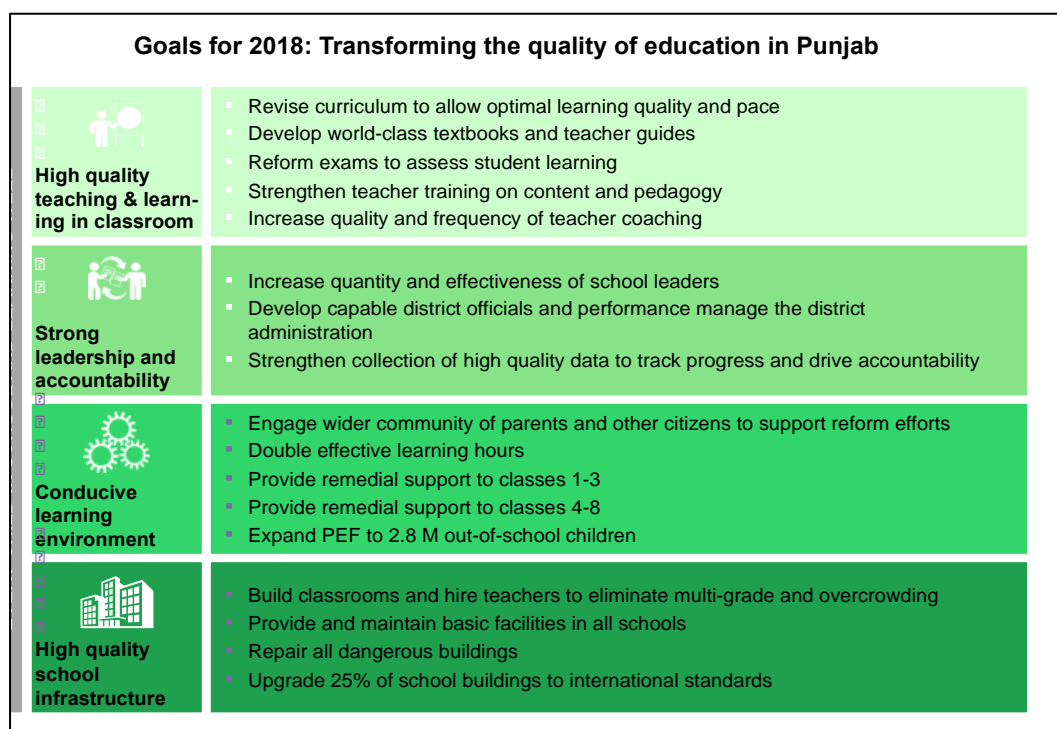 Goals for 2018: Transforming the quality of education in Punjab
High quality
teaching & learn-
ing in classroom
▪ Revise curriculum to allow optimal learning quality and pace
▪ Develop world-class textbooks and teacher guides
▪ Reform exams to assess student learning
▪ Strengthen teacher training on content and pedagogy
▪ Increase quality and frequency of teacher coaching
Strong
leadership and
accountability
▪ Increase quantity and effectiveness of school leaders
▪ Develop capable district officials and performance manage the district
administration
▪ Strengthen collection of high quality data to track progress and drive accountability
Conducive
learning
environment
▪ Engage wider community of parents and other citizens to support reform efforts
▪ Double effective learning hours
▪ Provide remedial support to classes 1-3
▪ Provide remedial support to classes 4-8
▪ Expand PEF to 2.8 M out-of-school children
High quality
school
infrastructure
▪ Build classrooms and hire teachers to eliminate multi-grade and overcrowding
▪ Provide and maintain basic facilities in all schools
▪ Repair all dangerous buildings
▪ Upgrade 25% of school buildings to international standards